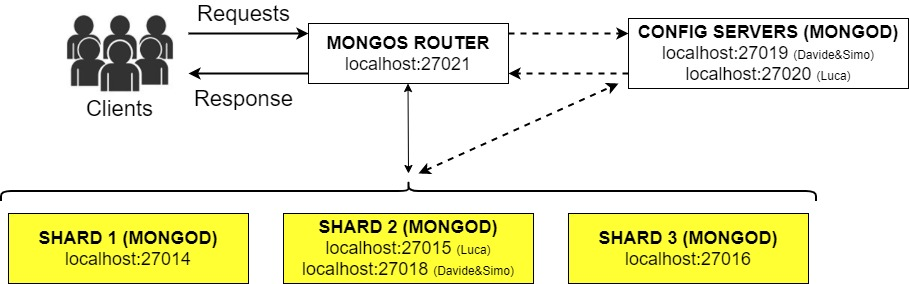 Requests
Response
Clients
MONGOS ROUTER
localhost:27021
CONFIG SERVERS (MONGOD)
localhost:27019 (Davide&Simo)
localhost:27020 (Luca)
SHARD 1 (MONGOD)
localhost:27014
SHARD 2 (MONGOD)
localhost:27015 (Luca)
localhost:27018 (Davide&Simo)
SHARD 3 (MONGOD)
localhost:27016